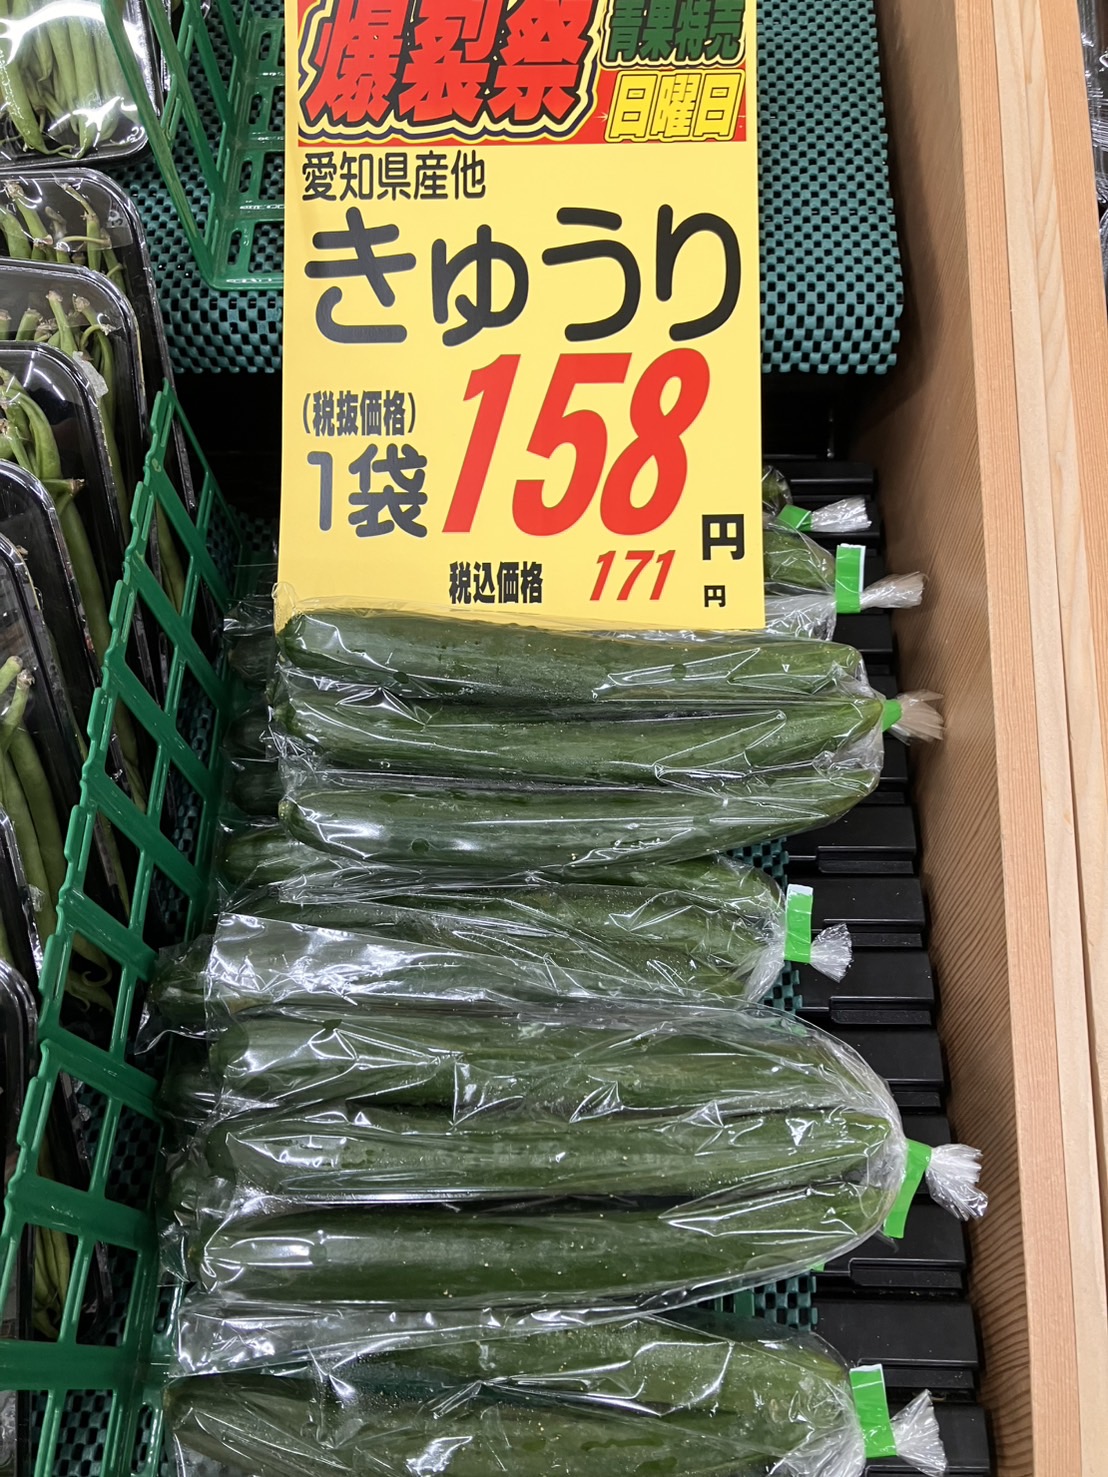 爆裂祭
青果特売
日曜日
愛知県産他
きゅうり
(税抜価格)
1袋
158
円
税込価格 171 円